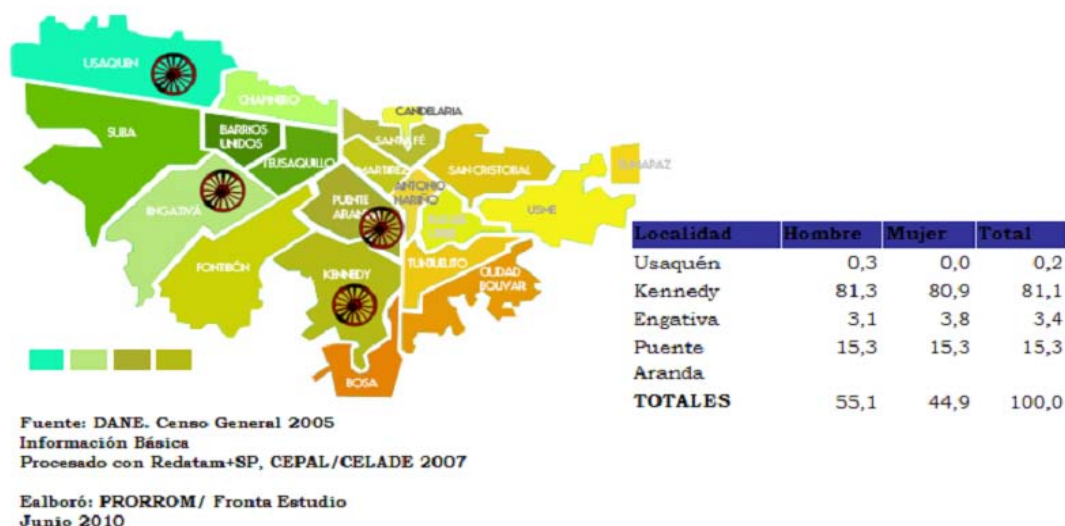 USAQUEN
CHAPINERO
CANDELARIA
SUBA
BARRIOS
UNIDOS
SANTA FÉ
TEUSAQUILLO
MARTIREZ
SAN CRISTOBAL
ANTONIO
NARIÑO
ENGATIVÁ
PUENTE
ARANDA
USME
FONTIBÓN
KENNEDY
TUNJUELITO
CIUDAD
BOLIVAR
BOSA
Localidad Hombre Mujer Total
Usaquén 0,3 0,0 0,2
Kennedy 81,3 80,9 81,1
Engativa 3,1 3,8 3,4
Puente 15,3 15,3 15,3
Aranda
TOTALES 55,1 44,9 100,0
Fuente: DANE. Censo General 2005
Información Básica
Procesado con Redatam+SP, CEPAL/CELADE 2007
Ealboró: PRORROM/ Fronta Estudio
Junio 2010